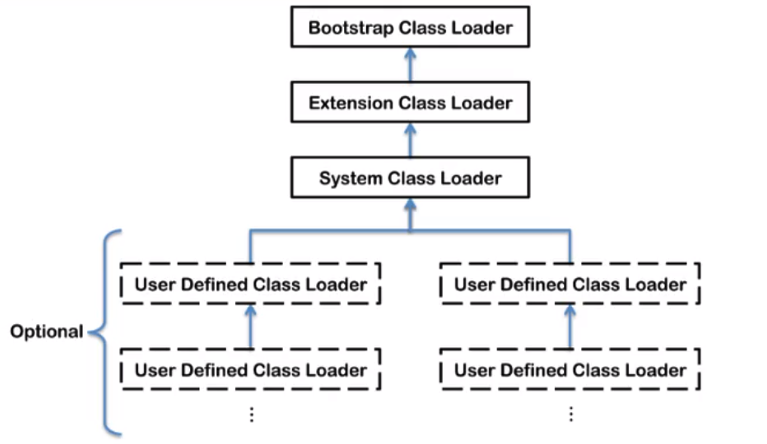 Bootstrap Class Loader
Extension Class Loader
System Class Loader
User Defined Class Loader
User Defined Class Loader
Optional
User Defined Class Loader
User Defined Class Loader